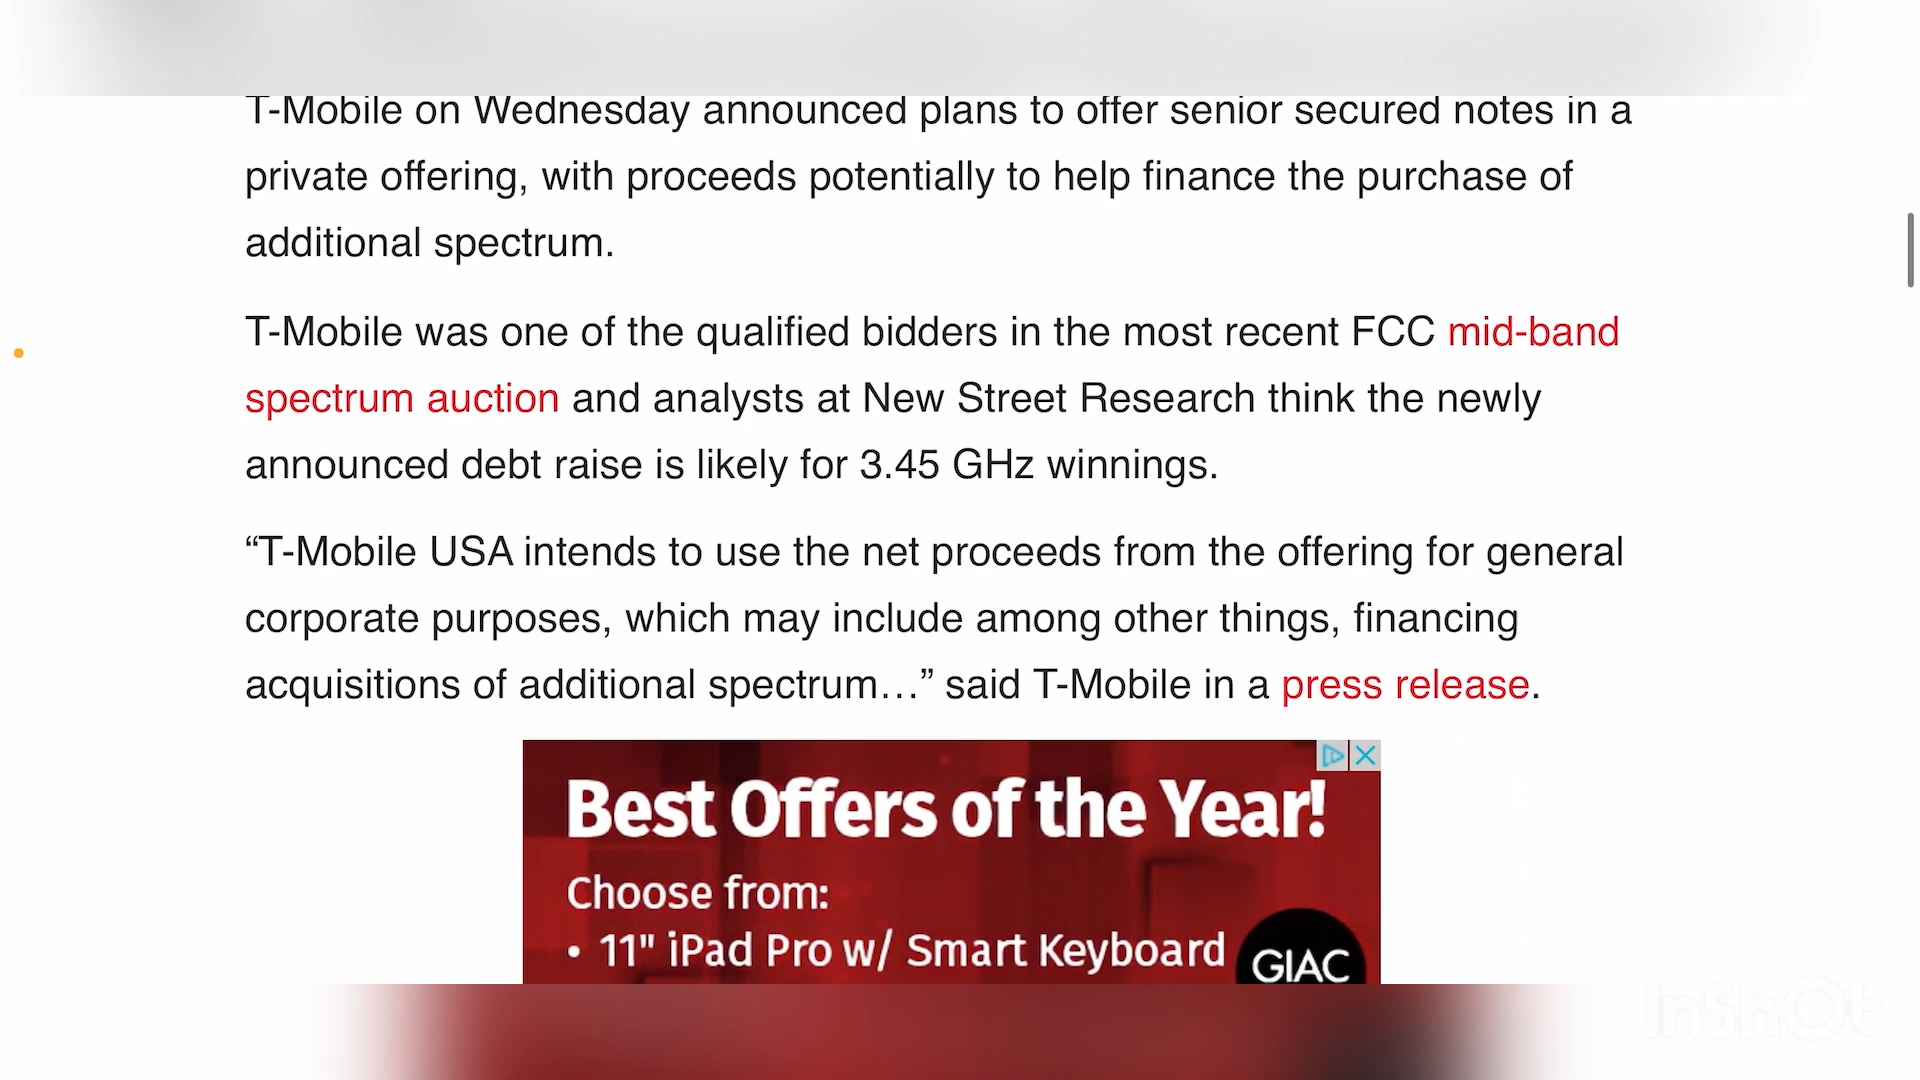 T-Mobile on Wednesday announced plans to offer senior secured notes in a
private offering, with proceeds potentially to help finance the purchase of
additional spectrum.
T-Mobile was one of the qualified bidders in the most recent FCC mid-band
spectrum auction and analysts at New Street Research think the newly
announced debt raise is likely for 3.45 GHz winnings.
“T-Mobile USA intends to use the net proceeds from the offering for general
corporate purposes, which may include among other things, financing
acquisitions of additional spectrum…” said T-Mobile in a press release.
Best Offers of the Year!
Choose from:
• 11" iPad Pro w/ Smart Keyboard
GIAC
InShOt